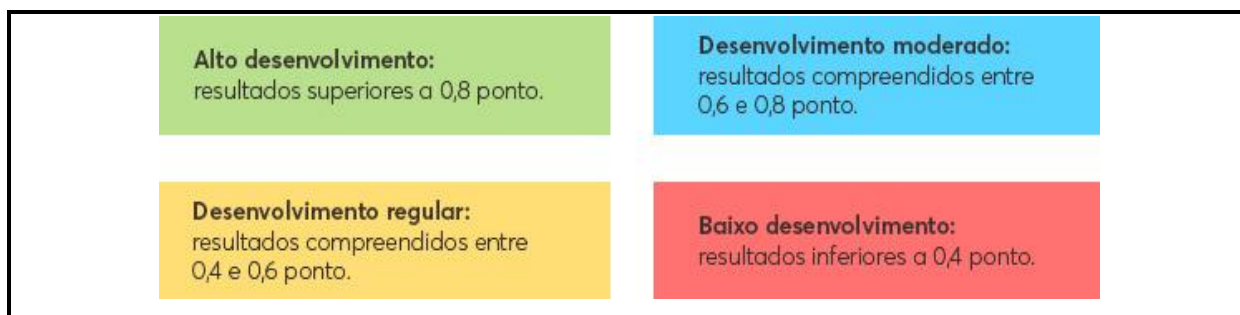 Alto desenvolvimento:
resultados superiores a 0,8 ponto.
Desenvolvimento moderado:
resultados compreendidos entre
0,6 e 0,8 ponto.
Desenvolvimento regular:
resultados compreendidos entre
0,4 e 0,6 ponto.
Baixo desenvolvimento:
resultados inferiores a 0,4 ponto.